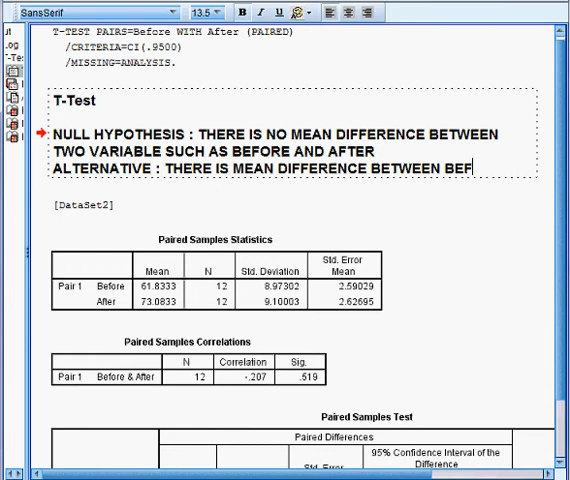 SansSerif 13.5 B I U
T-TEST PAIRS=Before WITH After (PAIRED)
/CRITERIA=CI(.9500)
/MISSING=ANALYSIS.
T-Test
NULL HYPOTHESIS : THERE IS NO MEAN DIFFERENCE BETWEEN
TWO VARIABLE SUCH AS BEFORE AND AFTER
ALTERNATIVE : THERE IS MEAN DIFFERENCE BETWEEN BEF
[DataSet2]
Paired Samples Statistics
Mean N Std. Deviation Std. Error Mean
Pair 1 Before 61.8333 12 8.97302 2.59029
After 73.0833 12 9.10003 2.62695
Paired Samples Correlations
N Correlation Sig.
Pair 1 Before & After 12 -.207 .519
Paired Samples Test
Paired Differences
95% Confidence Interval of the
Std. Error Difference